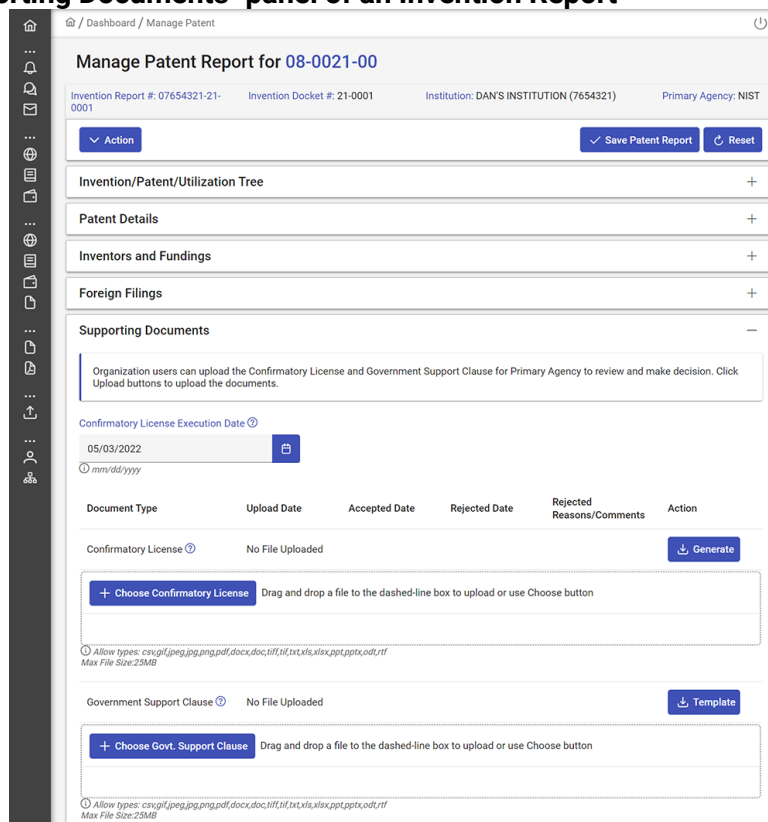 orting Documents" panel of an Invention Report
/ Dashboard / Manage Patent
Manage Patent Report for 08-0021-00
Invention Report #: 07654321-21-0001 Invention Docket #: 21-0001 Institution: DAN'S INSTITUTION (7654321) Primary Agency: NIST
Action Save Patent Report Reset
Invention/Patent/Utilization Tree
Patent Details
Inventors and Fundings
Foreign Filings
Supporting Documents
Organization users can upload the Confirmatory License and Government Support Clause for Primary Agency to review and make decision. Click
Upload buttons to upload the documents.
Confirmatory License Execution Date
05/03/2022
mm/dd/yyyy
Document Type Upload Date Accepted Date Rejected Date Rejected Reasons/Comments Action
Confirmatory License No File Uploaded Generate
+ Choose Confirmatory License Drag and drop a file to the dashed-line box to upload or use Choose button
Allow types: csv,gif,jpeg,jpg,png,pdf,docx,doc,tiff,tif,txt,xls,xlsx,ppt,pptx,odt,rtf
Max File Size:25MB
Government Support Clause No File Uploaded Template
+ Choose Govt. Support Clause Drag and drop a file to the dashed-line box to upload or use Choose button
Allow types: csv,gif,jpeg,jpg,png,pdf,docx,doc,tiff,tif,txt,xls,xlsx,ppt,pptx,odt,rtf
Max File Size:25MB